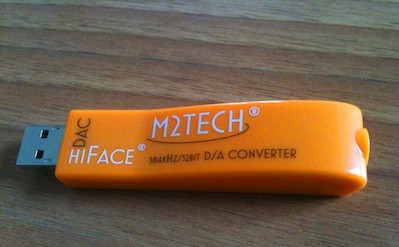 M2TECH®
DAC
HIFACE®
384KHZ/32BIT D/A CONVERTER